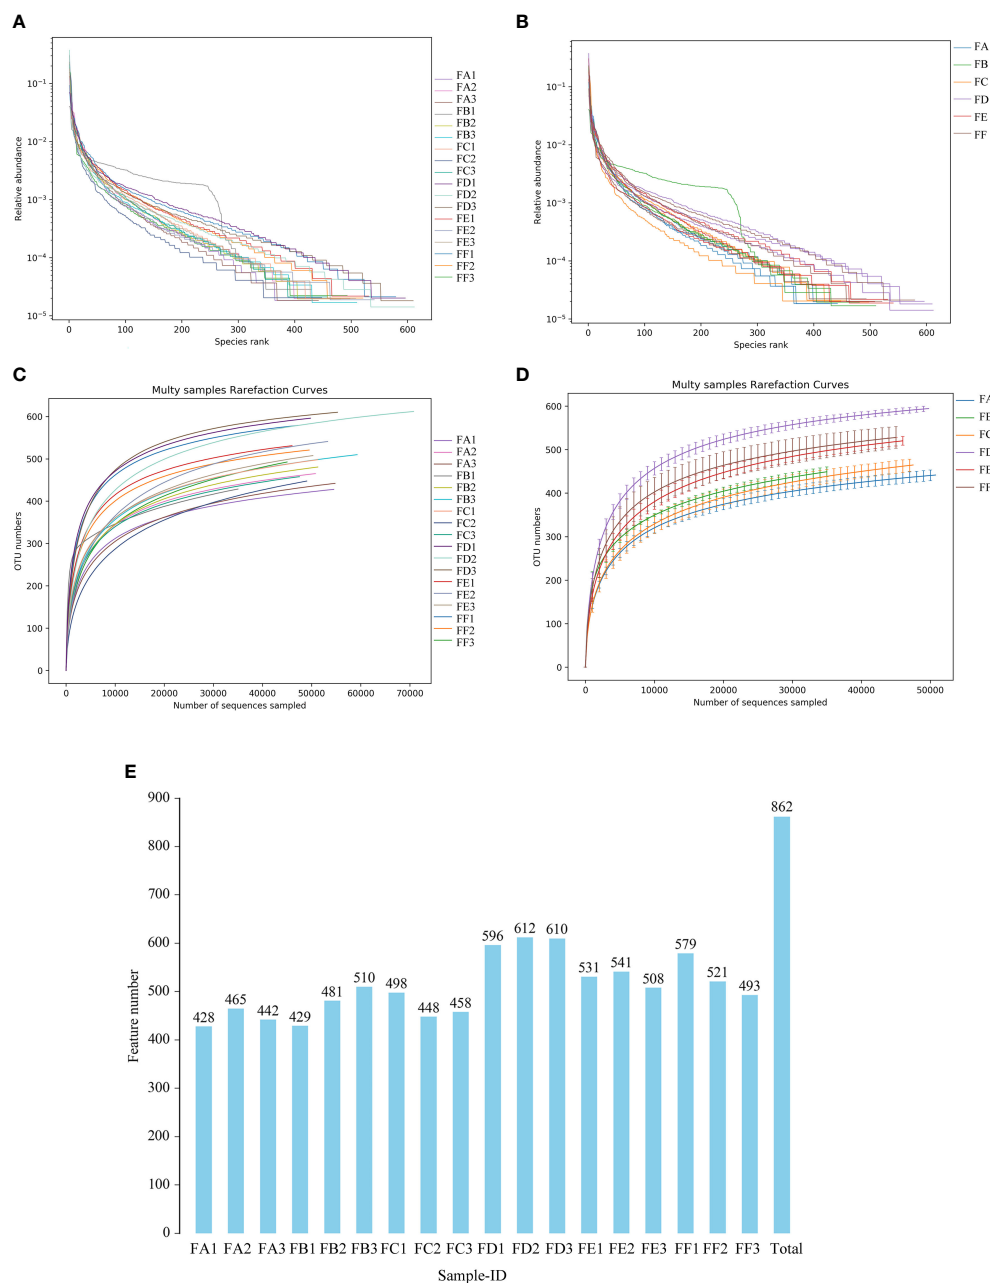 A
B
10⁻¹
10⁻²
10⁻³
10⁻⁴
10⁻⁵
Relative abundance
0 100 200 300 400 500 600
Species rank
FA1
FA2
FA3
FB1
FB2
FB3
FC1
FC2
FC3
FD1
FD2
FD3
FE1
FE2
FE3
FF1
FF2
FF3
10⁻¹
10⁻²
10⁻³
10⁻⁴
10⁻⁵
Relative abundance
0 100 200 300 400 500 600
Species rank
FA
FB
FC
FD
FE
FF
C
D
Multy samples Rarefaction Curves
600
500
400
300
200
100
0
OTU numbers
0 10000 20000 30000 40000 50000 60000 70000
Number of sequences sampled
FA1
FA2
FA3
FB1
FB2
FB3
FC1
FC2
FC3
FD1
FD2
FD3
FE1
FE2
FE3
FF1
FF2
FF3
Multy samples Rarefaction Curves
600
500
400
300
200
100
0
OTU numbers
0 10000 20000 30000 40000 50000
Number of sequences sampled
FA
E
900
800
700
600
500
400
300
200
100
0
Feature number
428 465 442 429 481 510 498 448 458 596 612 610 531 541 508 579 521 493 862
FA1 FA2 FA3 FB1 FB2 FB3 FC1 FC2 FC3 FD1 FD2 FD3 FE1 FE2 FE3 FF1 FF2 FF3 Total
Sample-ID